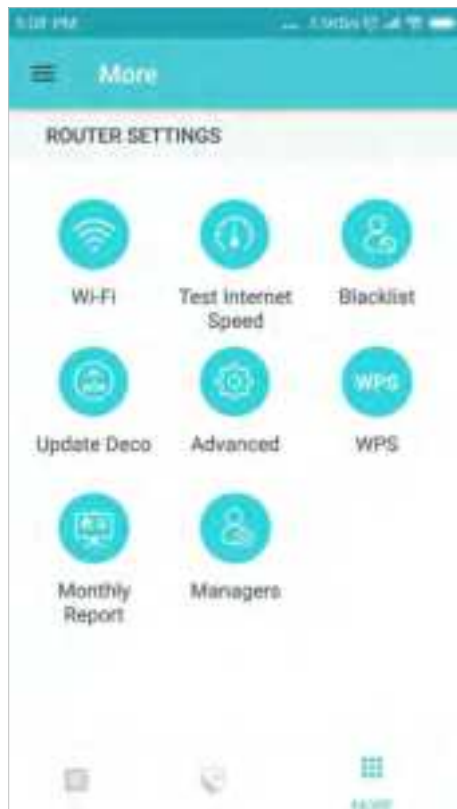 More
ROUTER SETTINGS
Wi-Fi
Test Internet
Speed
Blacklist
Update Deco
Advanced
WPS
WPS
Monthly
Report
Managers